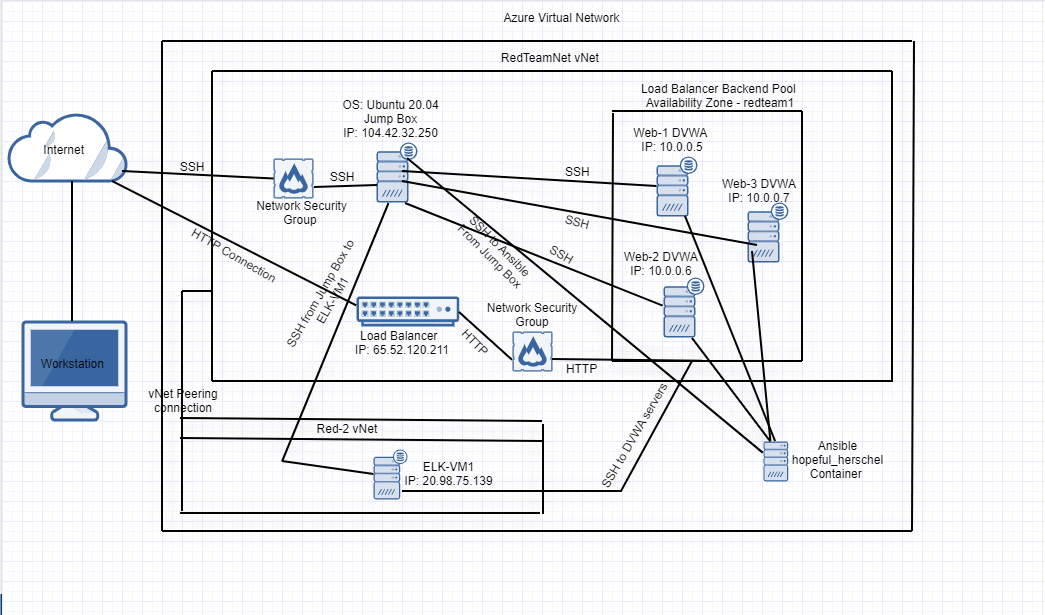 Azure Virtual Network
RedTeamNet vNet
Load Balancer Backend Pool
Availability Zone - redteam1
OS: Ubuntu 20.04
Jump Box
IP: 104.42.32.250
Web-1 DVWA
IP: 10.0.0.5
Internet
SSH
SSH
SSH
Web-3 DVWA
IP: 10.0.0.7
Network Security
Group
SSH
SSH to Ansible
From Jump Box
SSH
HTTP Connection
Web-2 DVWA
IP: 10.0.0.6
SSH from Jump Box to
ELK-VM1
Network Security
Group
Load Balancer
IP: 65.52.120.211
HTTP
HTTP
Workstation
vNet Peering
connection
Red-2 vNet
SSH to DVWA servers
ELK-VM1
IP: 20.98.75.139
Ansible
hopeful_herschel
Container